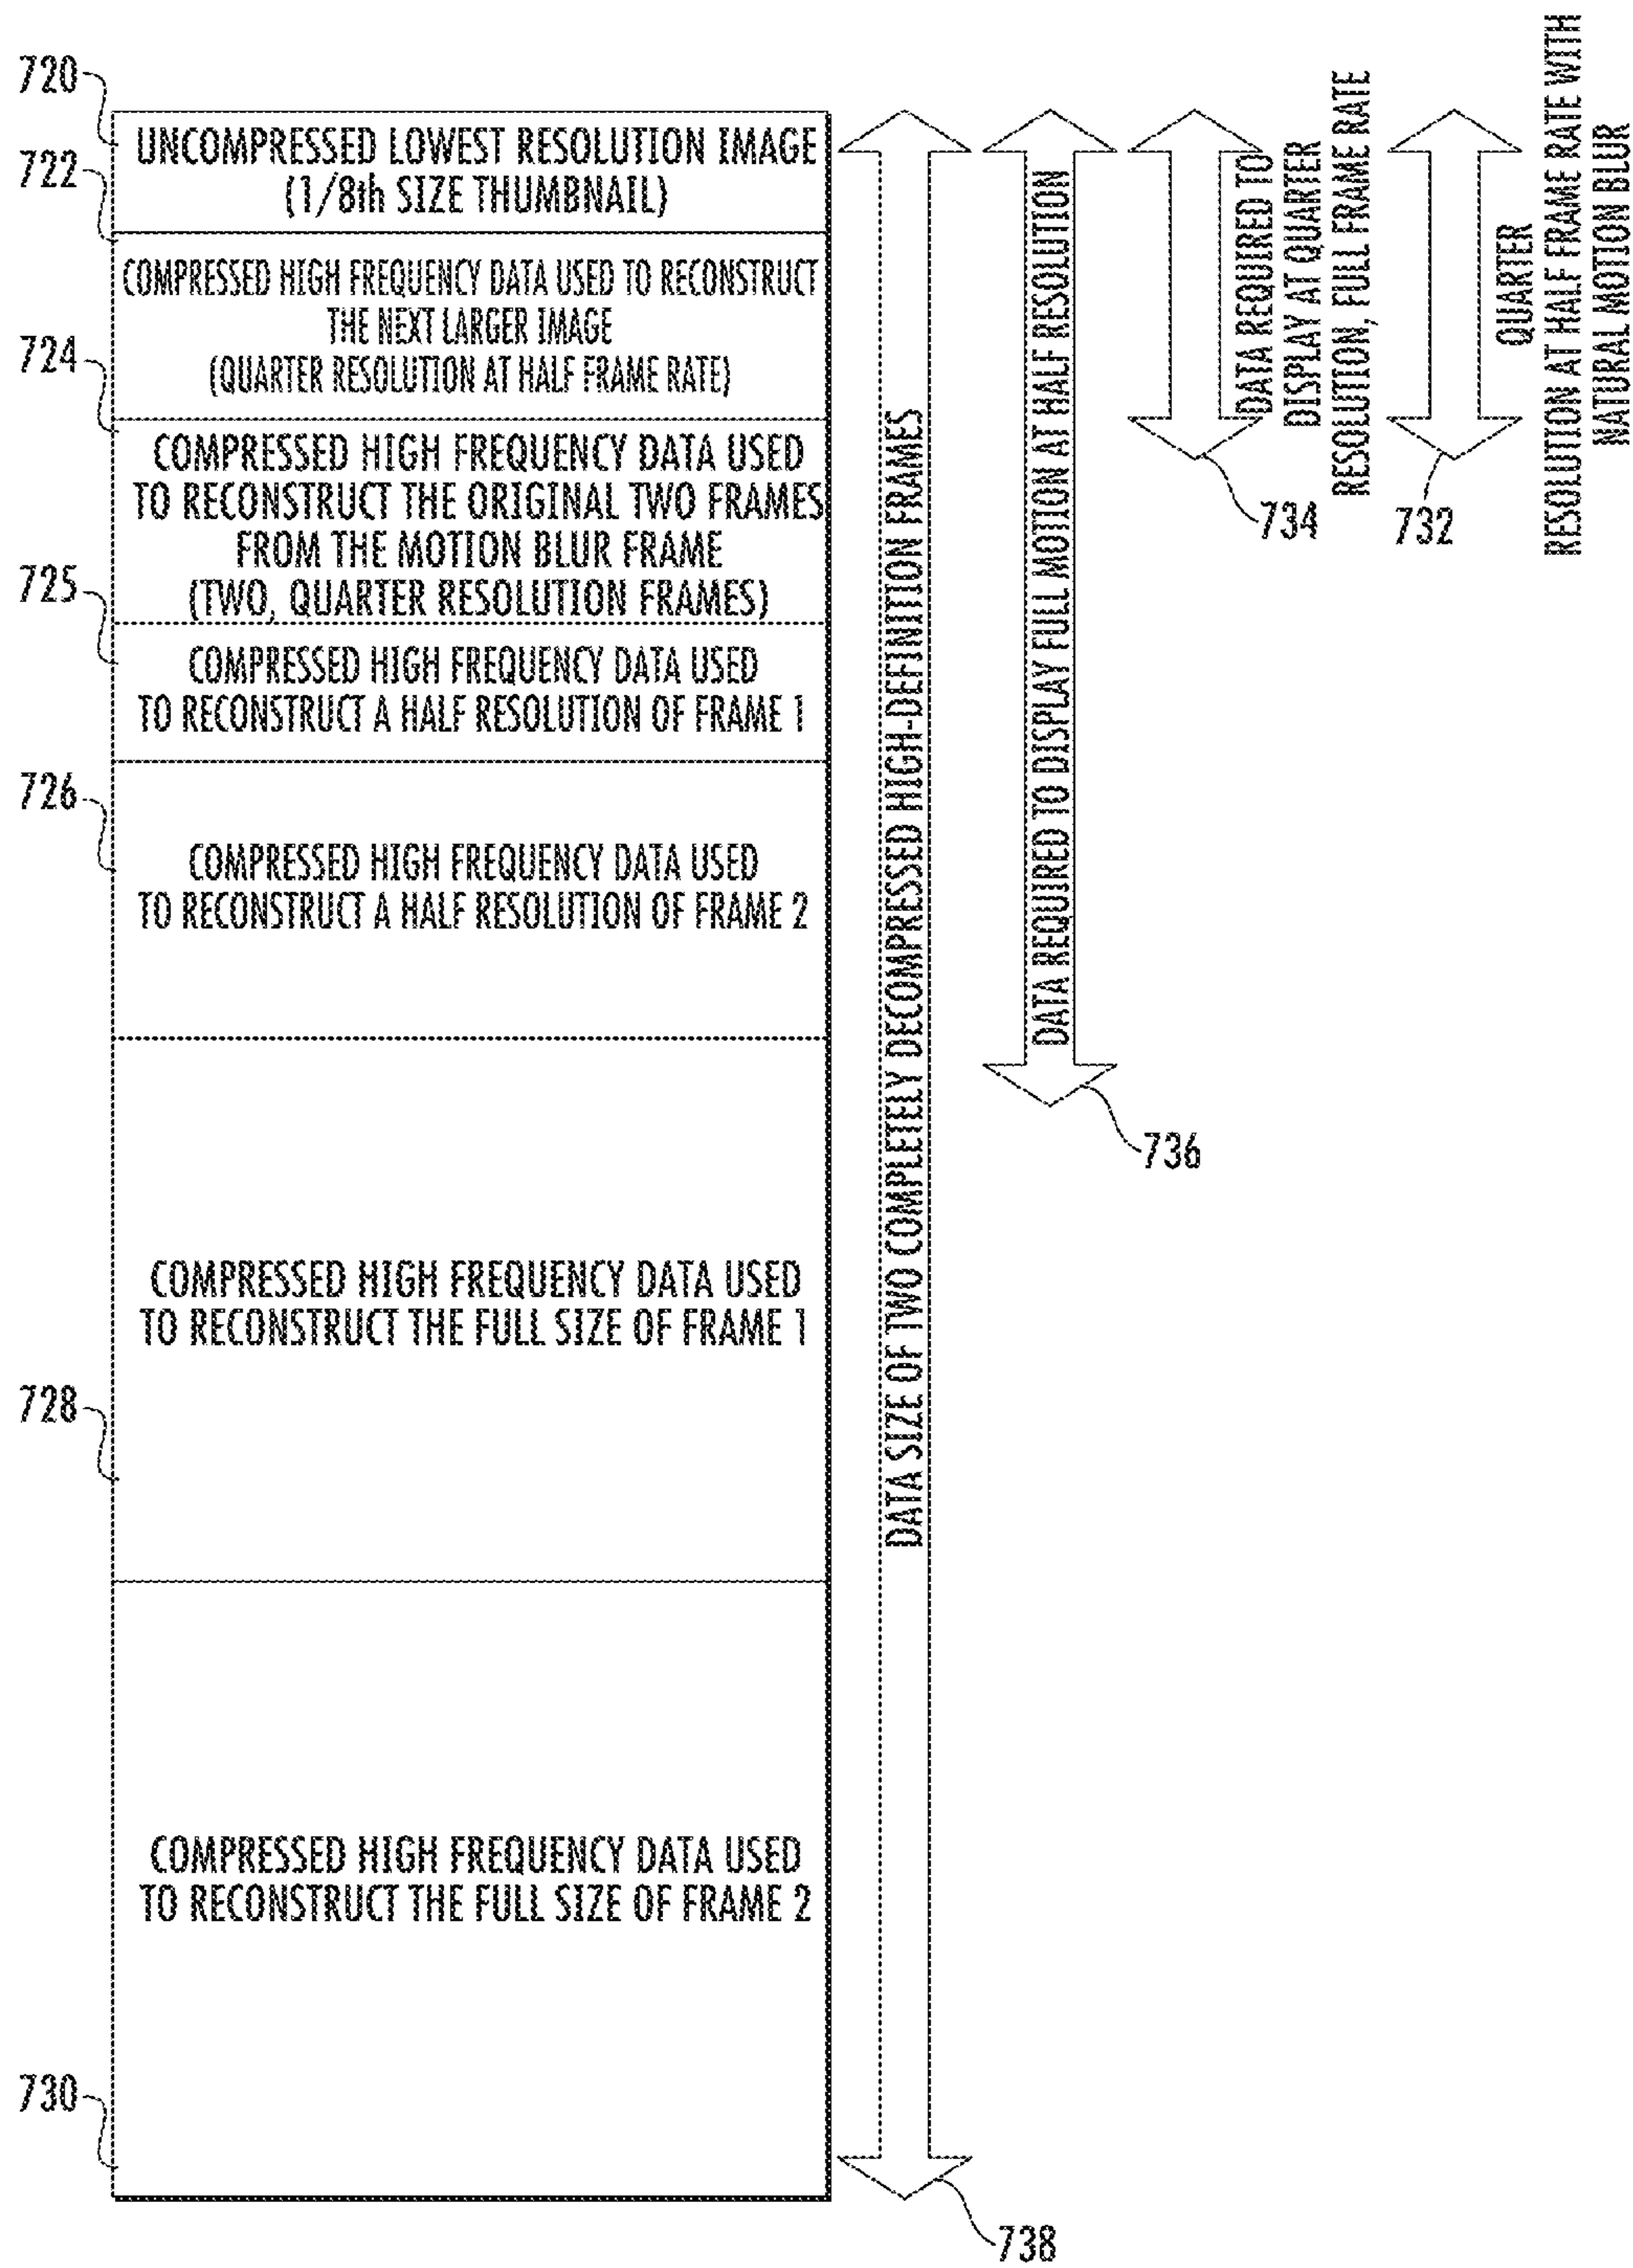 720
UNCOMPRESSED LOWEST RESOLUTION IMAGE
(1/8th SIZE THUMBNAIL)
722
COMPRESSED HIGH FREQUENCY DATA USED TO RECONSTRUCT
THE NEXT LARGER IMAGE
(QUARTER RESOLUTION AT HALF FRAME RATE)
724
COMPRESSED HIGH FREQUENCY DATA USED
TO RECONSTRUCT THE ORIGINAL TWO FRAMES
FROM THE MOTION BLUR FRAME
(TWO, QUARTER RESOLUTION FRAMES)
725
COMPRESSED HIGH FREQUENCY DATA USED
TO RECONSTRUCT A HALF RESOLUTION OF FRAME 1
726
COMPRESSED HIGH FREQUENCY DATA USED
TO RECONSTRUCT A HALF RESOLUTION OF FRAME 2
COMPRESSED HIGH FREQUENCY DATA USED
TO RECONSTRUCT THE FULL SIZE OF FRAME 1
728
COMPRESSED HIGH FREQUENCY DATA USED
TO RECONSTRUCT THE FULL SIZE OF FRAME 2
730
DATA SIZE OF TWO COMPLETELY DECOMPRESSED HIGH-DEFINITION FRAMES
738
DATA REQUIRED TO DISPLAY FULL MOTION AT HALF RESOLUTION
736
DATA REQUIRED TO
DISPLAY AT QUARTER
RESOLUTION, FULL FRAME RATE
734
QUARTER
RESOLUTION AT HALF FRAME RATE WITH
NATURAL MOTION BLUR
732